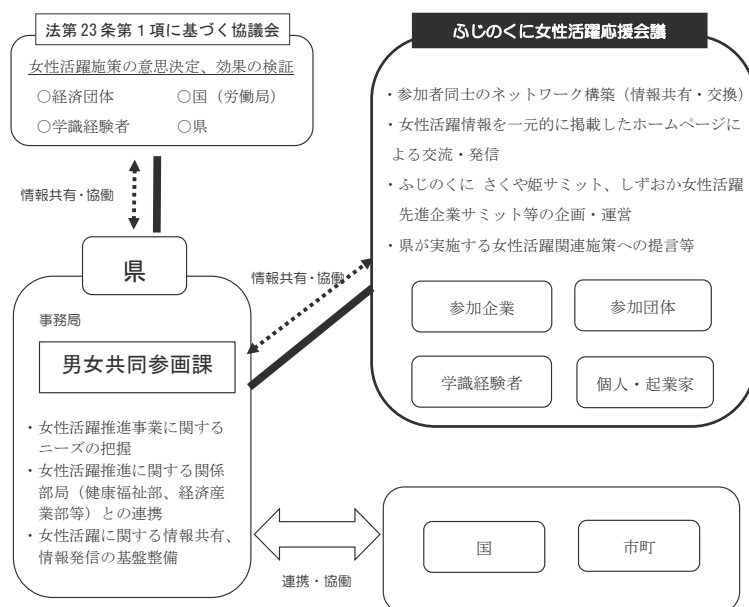 法第23条第1項に基づく協議会
女性活躍施策の意思決定、効果の検証
○経済団体　○国（労働局）
○学識経験者　○県
情報共有・協働
県
事務局
男女共同参画課
・女性活躍推進事業に関する
ニーズの把握
・女性活躍推進に関する関係
部局（健康福祉部、経済産
業部等）との連携
・女性活躍に関する情報共有、
情報発信の基盤整備
情報共有・協働
ふじのくに女性活躍応援会議
・参加者同士のネットワーク構築（情報共有・交換）
・女性活躍情報を一元的に掲載したホームページに
よる交流・発信
・ふじのくに さくや姫サミット、しずおか女性活躍
先進企業サミット等の企画・運営
・県が実施する女性活躍関連施策への提言等
参加企業　参加団体
学識経験者　個人・起業家
連携・協働
国　市町